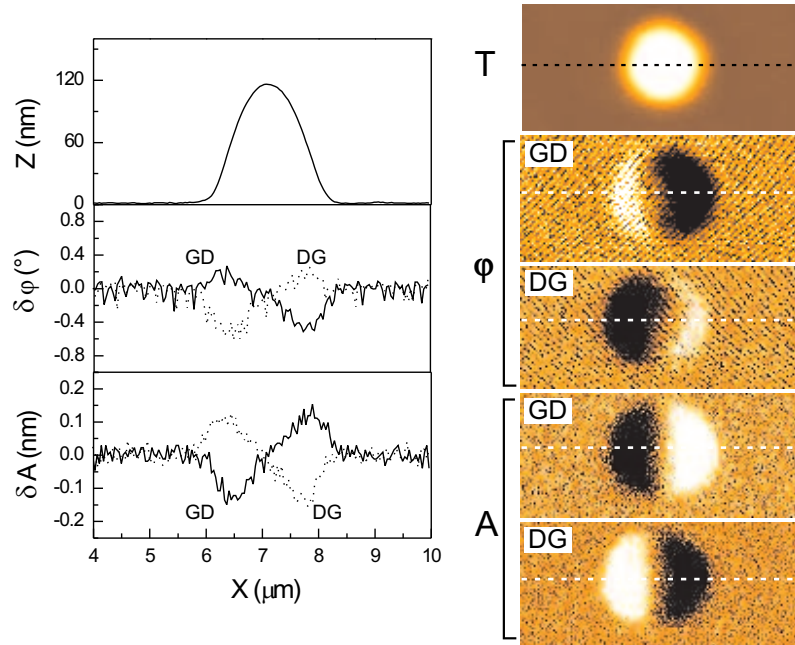 Z (nm)
120
60
0
δφ (°)
0.8
0.4
0.0
-0.4
-0.8
GD
DG
δA (nm)
0.2
0.1
0.0
-0.1
-0.2
GD
DG
4
5
6
7
8
9
10
X (μm)
T
φ
GD
DG
A
GD
DG